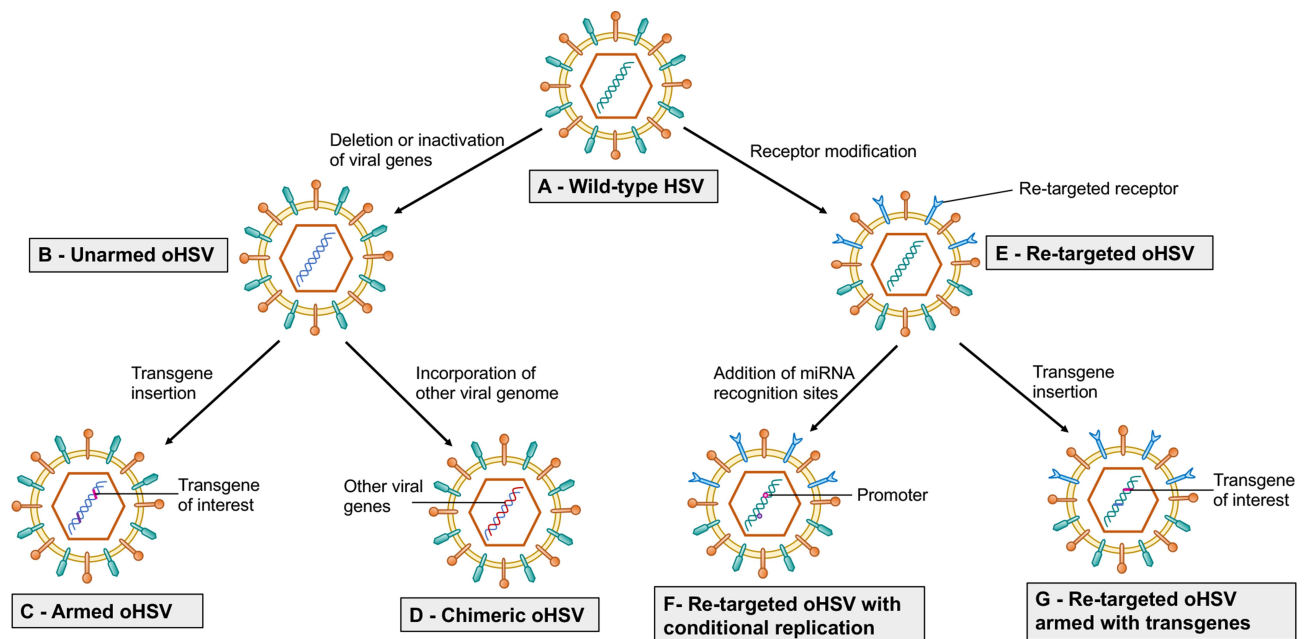 A - Wild-type HSV
Deletion or inactivation
of viral genes
Receptor modification
Re-targeted receptor
B - Unarmed oHSV
E - Re-targeted oHSV
Transgene
insertion
Incorporation of
other viral genome
Addition of miRNA
recognition sites
Transgene
insertion
Transgene
of interest
Other viral
genes
Promoter
Transgene
of interest
C - Armed oHSV
D - Chimeric oHSV
F- Re-targeted oHSV with
conditional replication
G - Re-targeted oHSV
armed with transgenes